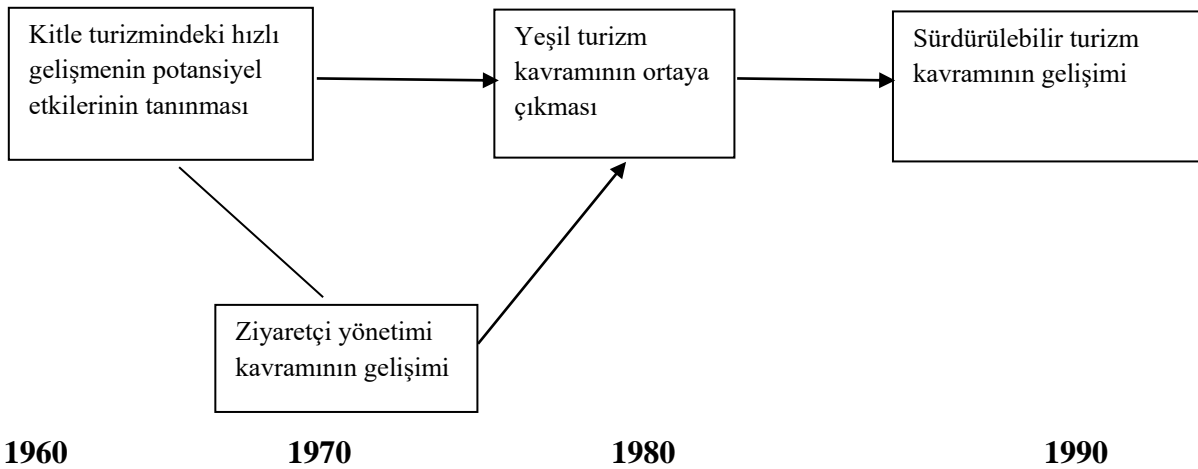 Kitle turizmindeki hızlı
gelişmenin potansiyel
etkilerinin tanınması
Yeşil turizm
kavramının ortaya
çıkması
Sürdürülebilir turizm
kavramının gelişimi
Ziyaretçi yönetimi
kavramının gelişimi
1960 1970 1980 1990